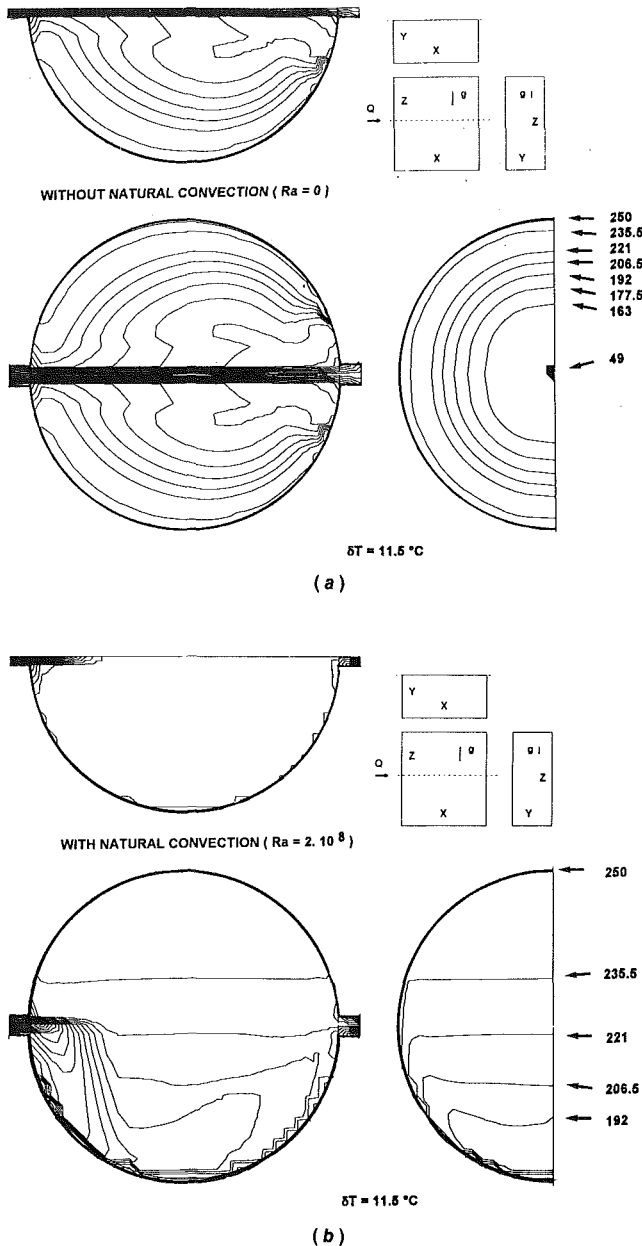 Y
X
Z
g
Q
X
g
Z
Y
WITHOUT NATURAL CONVECTION ( Ra = 0 )
250
235.5
221
206.5
192
177.5
163
49
δT = 11.5 °C
( a )
Y
X
Z
g
Q
X
g
Z
Y
WITH NATURAL CONVECTION ( Ra = 2. 10 8 )
250
235.5
221
206.5
192
δT = 11.5 °C
( b )